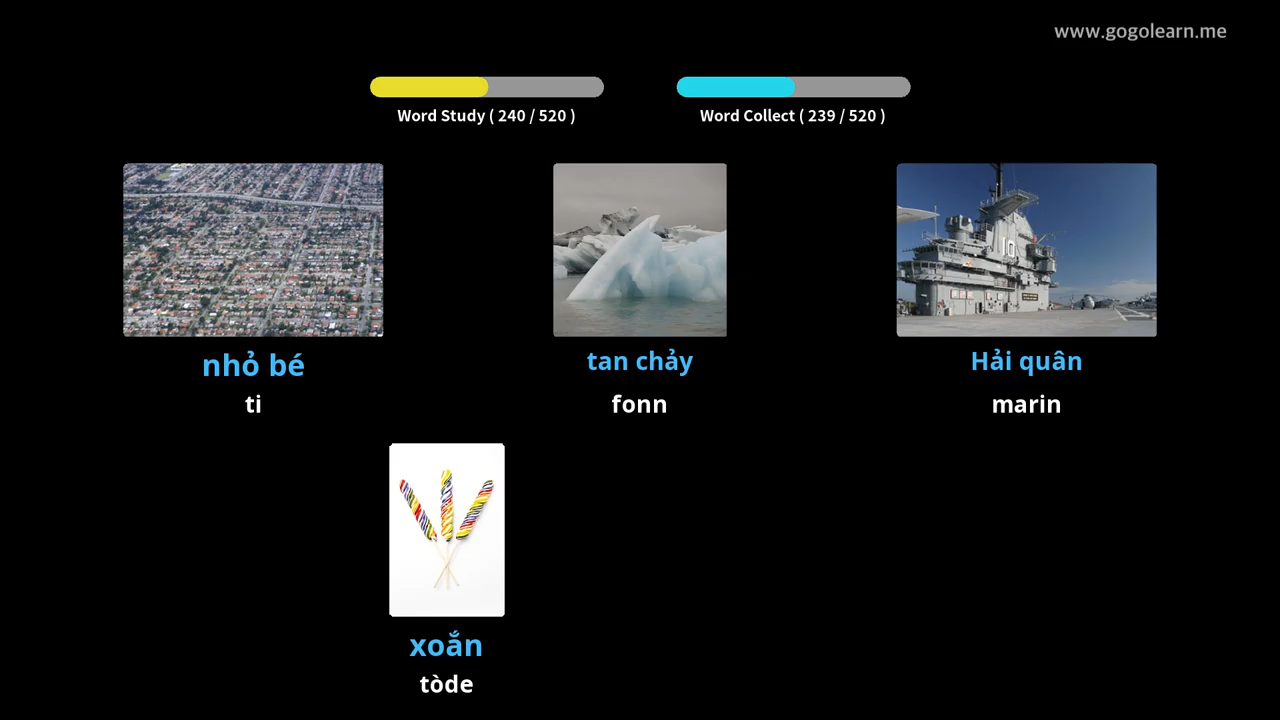 www.gogolearn.me
Word Study ( 240 / 520 )
Word Collect ( 239 / 520 )
10
nhỏ bé
ti
tan chảy
fonn
Hải quân
marin
xoắn
tòde